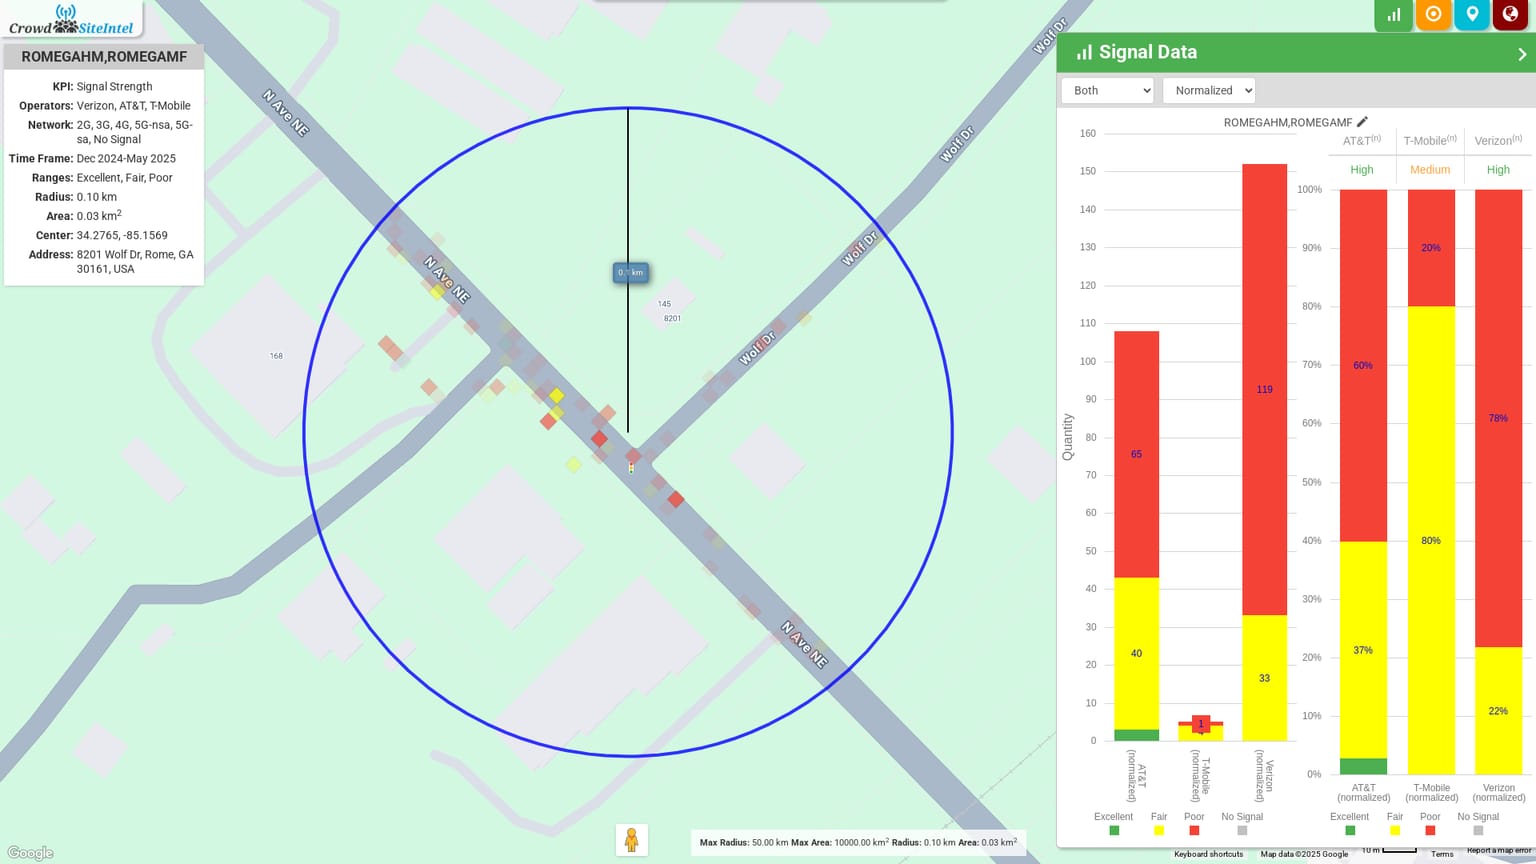 Crowd SiteIntel
ROMEGAHM,ROMEGAMF
KPI: Signal Strength
Operators: Verizon, AT&T, T-Mobile
Network: 2G, 3G, 4G, 5G-nsa, 5G-
sa, No Signal
Time Frame: Dec 2024-May 2025
Ranges: Excellent, Fair, Poor
Radius: 0.10 km
Area: 0.03 km²
Center: 34.2765, -85.1569
Address: 8201 Wolf Dr, Rome, GA
30161, USA
N Ave NE
Wolf Dr
Wolf Dr
Wolf Dr
N Ave NE
Wolf Dr
N Ave NE
0.1 km
145
8201
168
Signal Data
Both
Normalized
ROMEGAHM,ROMEGAMF
Quantity
160
150
140
130
120
110
100
90
80
70
60
50
40
30
20
10
0
65
40
1
119
33
AT&T (normalized)
T-Mobile (normalized)
Verizon (normalized)
Excellent Fair Poor No Signal
AT&T(n) T-Mobile(n) Verizon(n)
High Medium High
100%
90%
80%
70%
60%
50%
40%
30%
20%
10%
0%
60%
37%
20%
80%
78%
22%
AT&T (normalized)
T-Mobile (normalized)
Verizon (normalized)
Excellent Fair Poor No Signal
Max Radius: 50.00 km Max Area: 10000.00 km² Radius: 0.10 km Area: 0.03 km²
Google
Keyboard shortcuts
Map data ©2025 Google
10 m
Terms
Report a map error